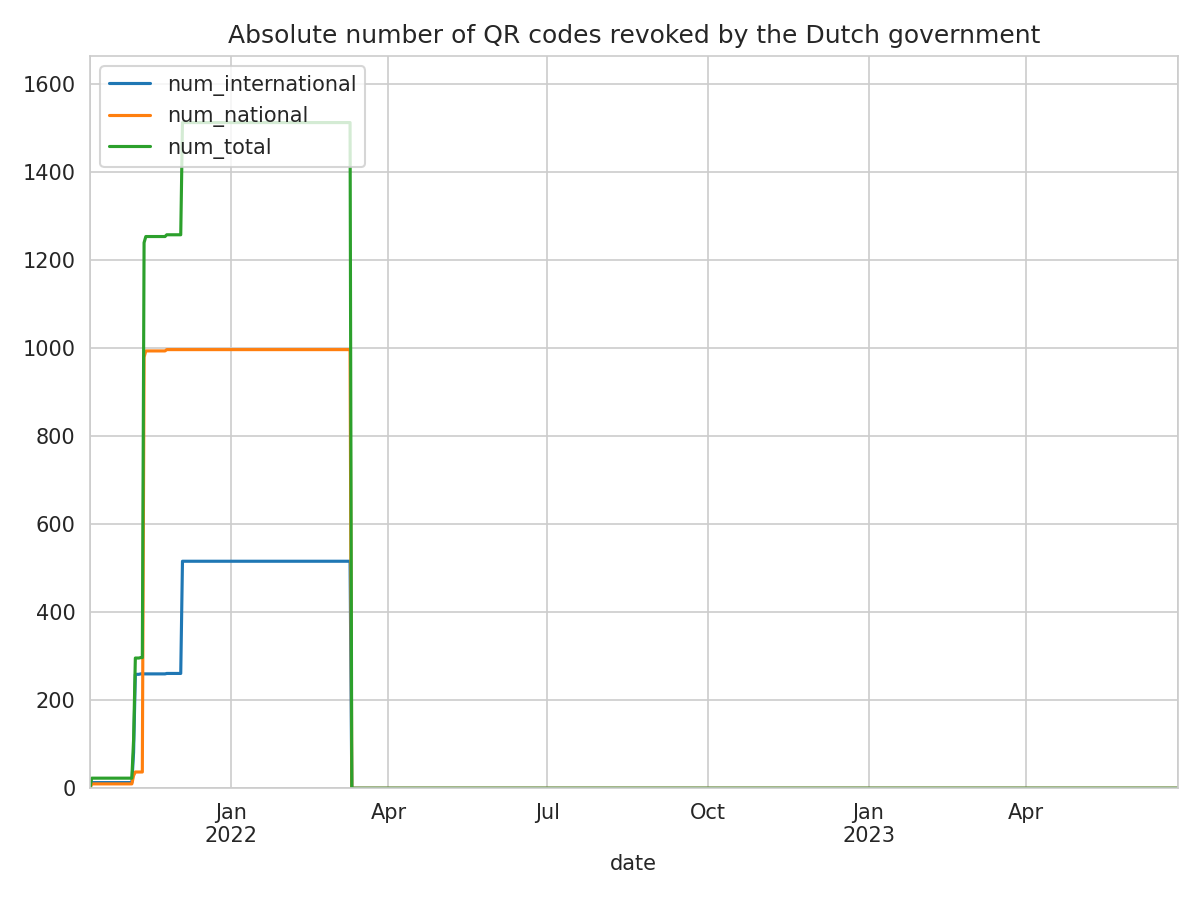 Absolute number of QR codes revoked by the Dutch government
num_international
num_national
num_total
1600
1400
1200
1000
800
600
400
200
0
Jan
2022
Apr
Jul
Oct
Jan
2023
Apr
date